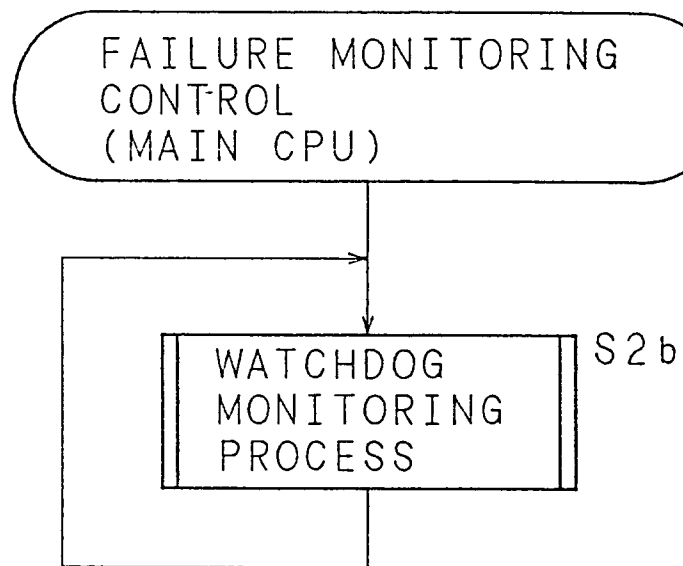 FAILURE MONITORING
CONTROL
(MAIN CPU)
S2b
WATCHDOG
MONITORING
PROCESS